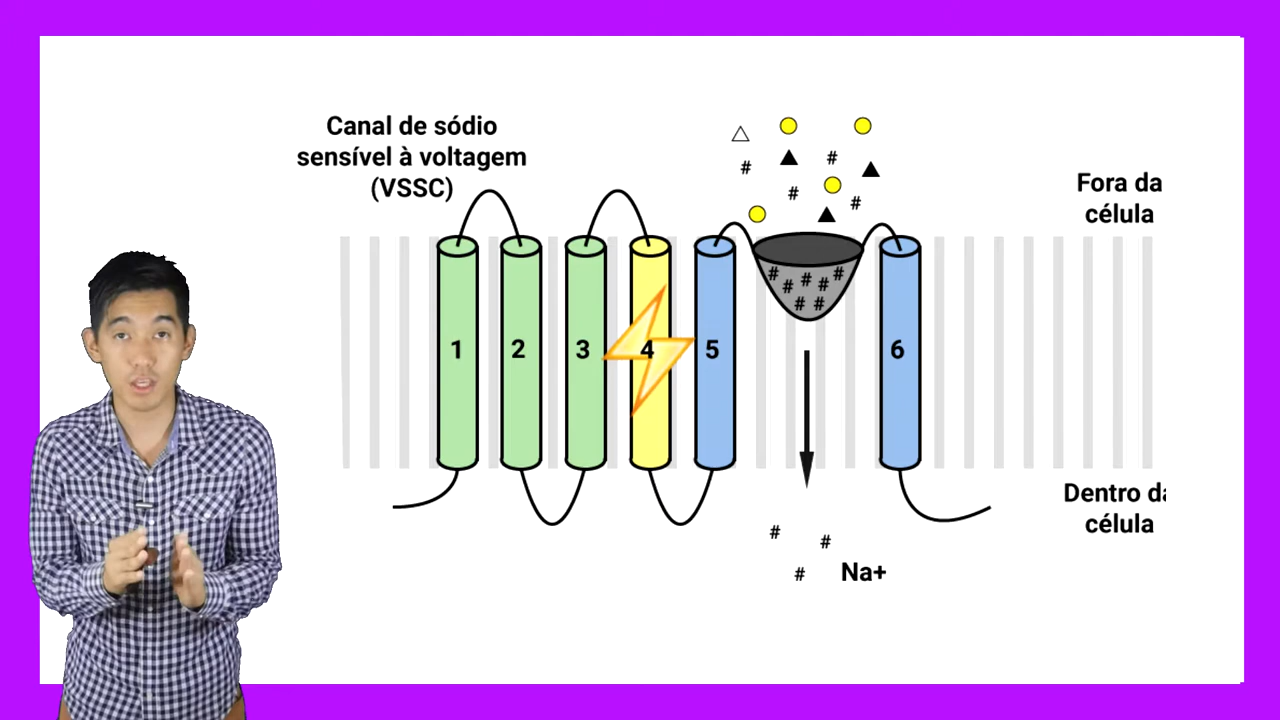 Canal de sódio
sensível à voltagem
(VSSC)
Fora da
célula
# # # #
# # # # # # #
1 2 3 4 5 6
Dentro da
célula
# # #
Na+